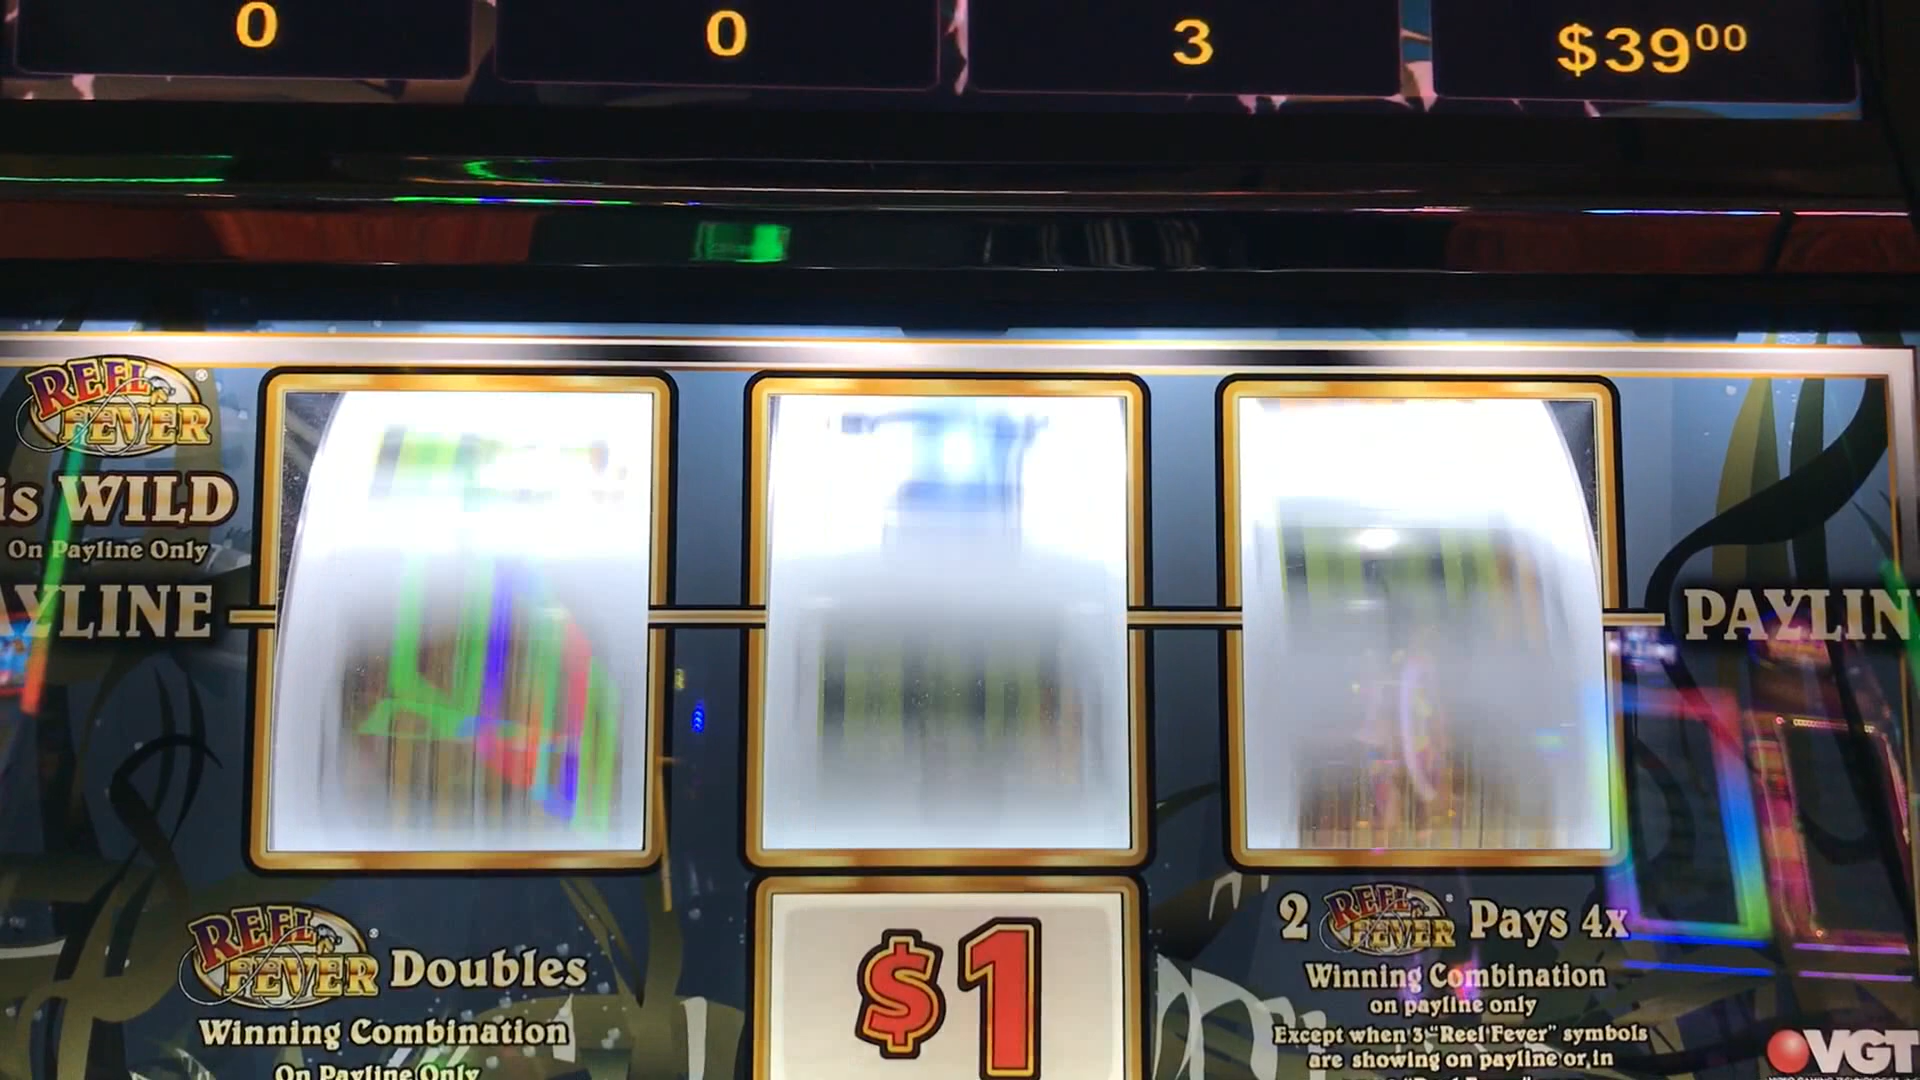 0 0 3 $39⁰⁰
REEL FEVER®
is WILD
On Payline Only
AYLINE
PAYLIN
REEL FEVER® Doubles
Winning Combination
On Payline Only
$1
2 REEL FEVER® Pays 4x
Winning Combination
on payline only
Except when 3 "Reel Fever" symbols
are showing on payline or, in
VGT